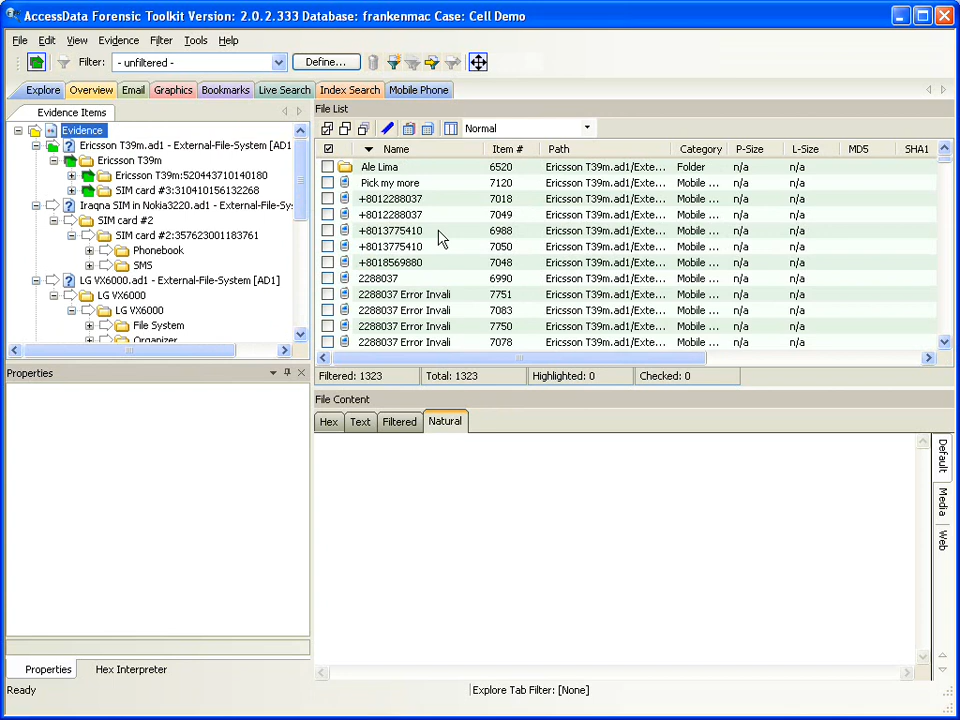 AccessData Forensic Toolkit Version: 2.0.2.333 Database: frankenmac Case: Cell Demo
File Edit View Evidence Filter Tools Help
Filter: - unfiltered - Define...
Explore Overview Email Graphics Bookmarks Live Search Index Search Mobile Phone
Evidence Items
Evidence
Ericsson T39m.ad1 - External-File-System [AD1
Ericsson T39m
Ericsson T39m:520443710140180
SIM card #3:310410156132268
Iraqna SIM in Nokia3220.ad1 - External-File-Sy
SIM card #2
SIM card #2:357623001183761
Phonebook
SMS
LG VX6000.ad1 - External-File-System [AD1]
LG VX6000
LG VX6000
File System
Organizer
File List
Normal
Name Item # Path Category P-Size L-Size MD5 SHA1
Ale Lima 6520 Ericsson T39m.ad1/Exte... Folder n/a n/a
Pick my more 7120 Ericsson T39m.ad1/Exte... Mobile ... n/a n/a
+8012288037 7018 Ericsson T39m.ad1/Exte... Mobile ... n/a n/a
+8012288037 7049 Ericsson T39m.ad1/Exte... Mobile ... n/a n/a
+8013775410 6988 Ericsson T39m.ad1/Exte... Mobile ... n/a n/a
+8013775410 7050 Ericsson T39m.ad1/Exte... Mobile ... n/a n/a
+8018569880 7048 Ericsson T39m.ad1/Exte... Mobile ... n/a n/a
2288037 6990 Ericsson T39m.ad1/Exte... Mobile ... n/a n/a
2288037 Error Invali 7751 Ericsson T39m.ad1/Exte... Mobile ... n/a n/a
2288037 Error Invali 7083 Ericsson T39m.ad1/Exte... Mobile ... n/a n/a
2288037 Error Invali 7750 Ericsson T39m.ad1/Exte... Mobile ... n/a n/a
2288037 Error Invali 7078 Ericsson T39m.ad1/Exte... Mobile ... n/a n/a
Filtered: 1323 Total: 1323 Highlighted: 0 Checked: 0
Properties
File Content
Hex Text Filtered Natural
Default
Media
Web
Properties Hex Interpreter
Ready Explore Tab Filter: [None]